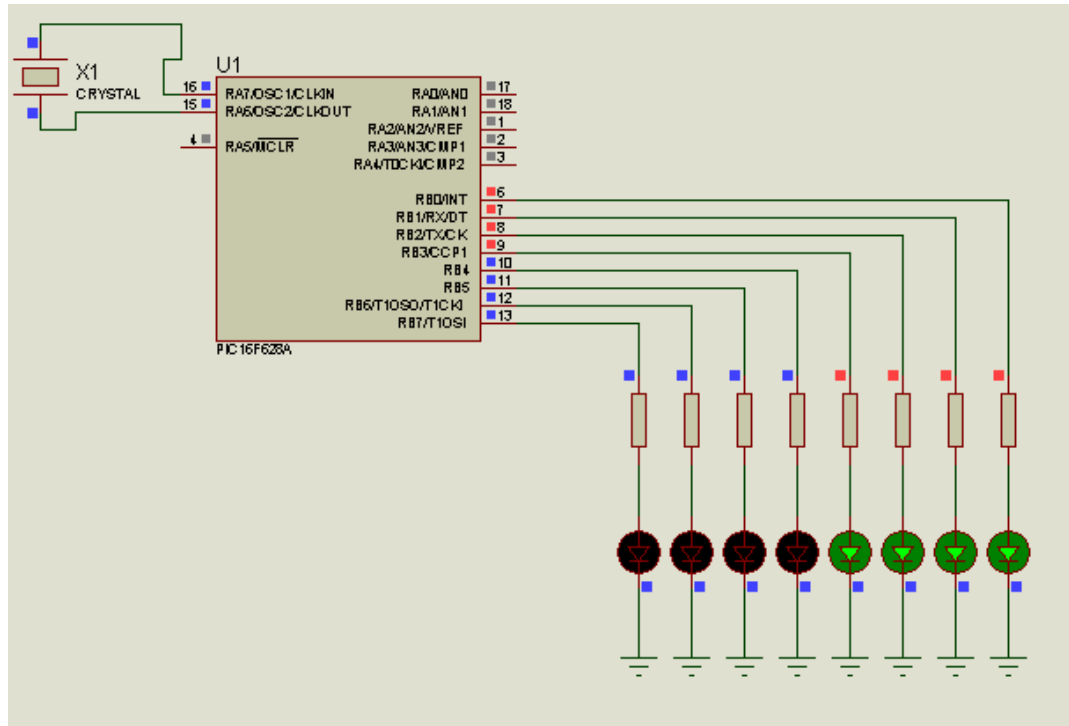 X1
CRYSTAL
U1
16 RA7/OSC1/CLKIN
15 RA6/OSC2/CLKOUT
4 RA5/MCLR
RA0/AN0 17
RA1/AN1 18
RA2/AN2/VREF 1
RA3/AN3/CMP1 2
RA4/T0CKI/CMP2 3
RB0/INT 6
RB1/RX/DT 7
RB2/TX/CK 8
RB3/CCP1 9
RB4 10
RB5 11
RB6/T1OSO/T1CKI 12
RB7/T1OSI 13
PIC16F628A